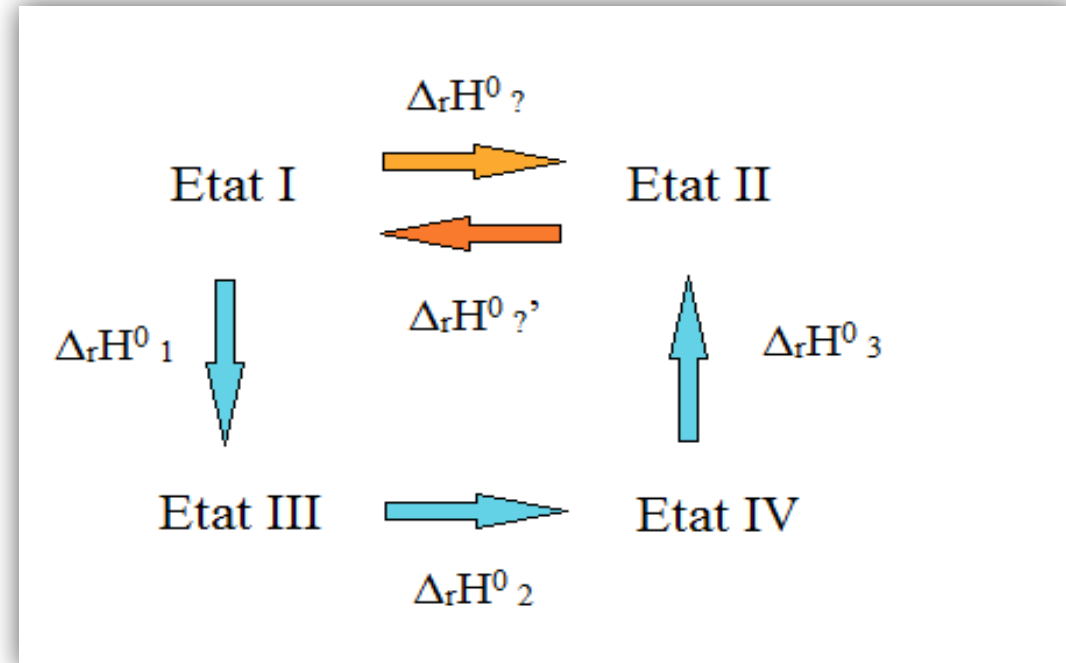 ΔrH⁰ ?
Etat I
Etat II
ΔrH⁰ ?’
ΔrH⁰ 1
ΔrH⁰ 3
Etat III
Etat IV
ΔrH⁰ 2